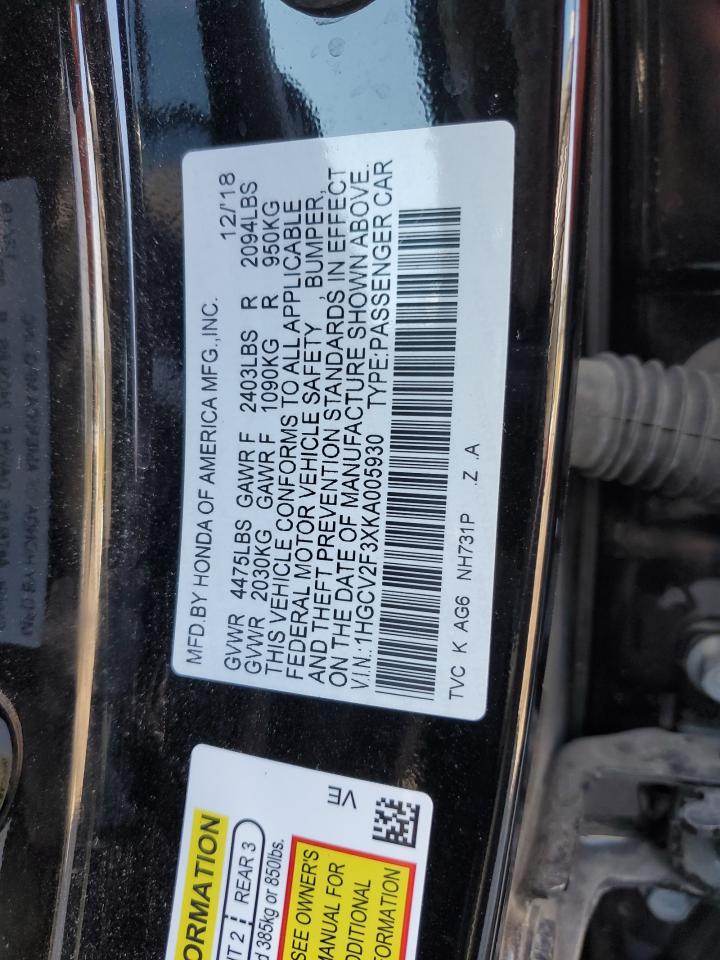 MFD.BY HONDA OF AMERICA MFG.,INC. 12/'18
GVWR 4475LBS GAWR F 2403LBS R 2094LBS
GVWR 2030KG GAWR F 1090KG R 950KG
THIS VEHICLE CONFORMS TO ALL APPLICABLE
FEDERAL MOTOR VEHICLE SAFETY , BUMPER,
AND THEFT PREVENTION STANDARDS IN EFFECT
ON THE DATE OF MANUFACTURE SHOWN ABOVE.
V.I.N.:1HGCV2F3XKA005930 TYPE:PASSENGER CAR
TVC K AG6 NH731P .Z .A
VE
ORMATION
NT 2 REAR 3
d 385kg or 850lbs.
SEE OWNER'S
MANUAL FOR
DDITIONAL
FORMATION